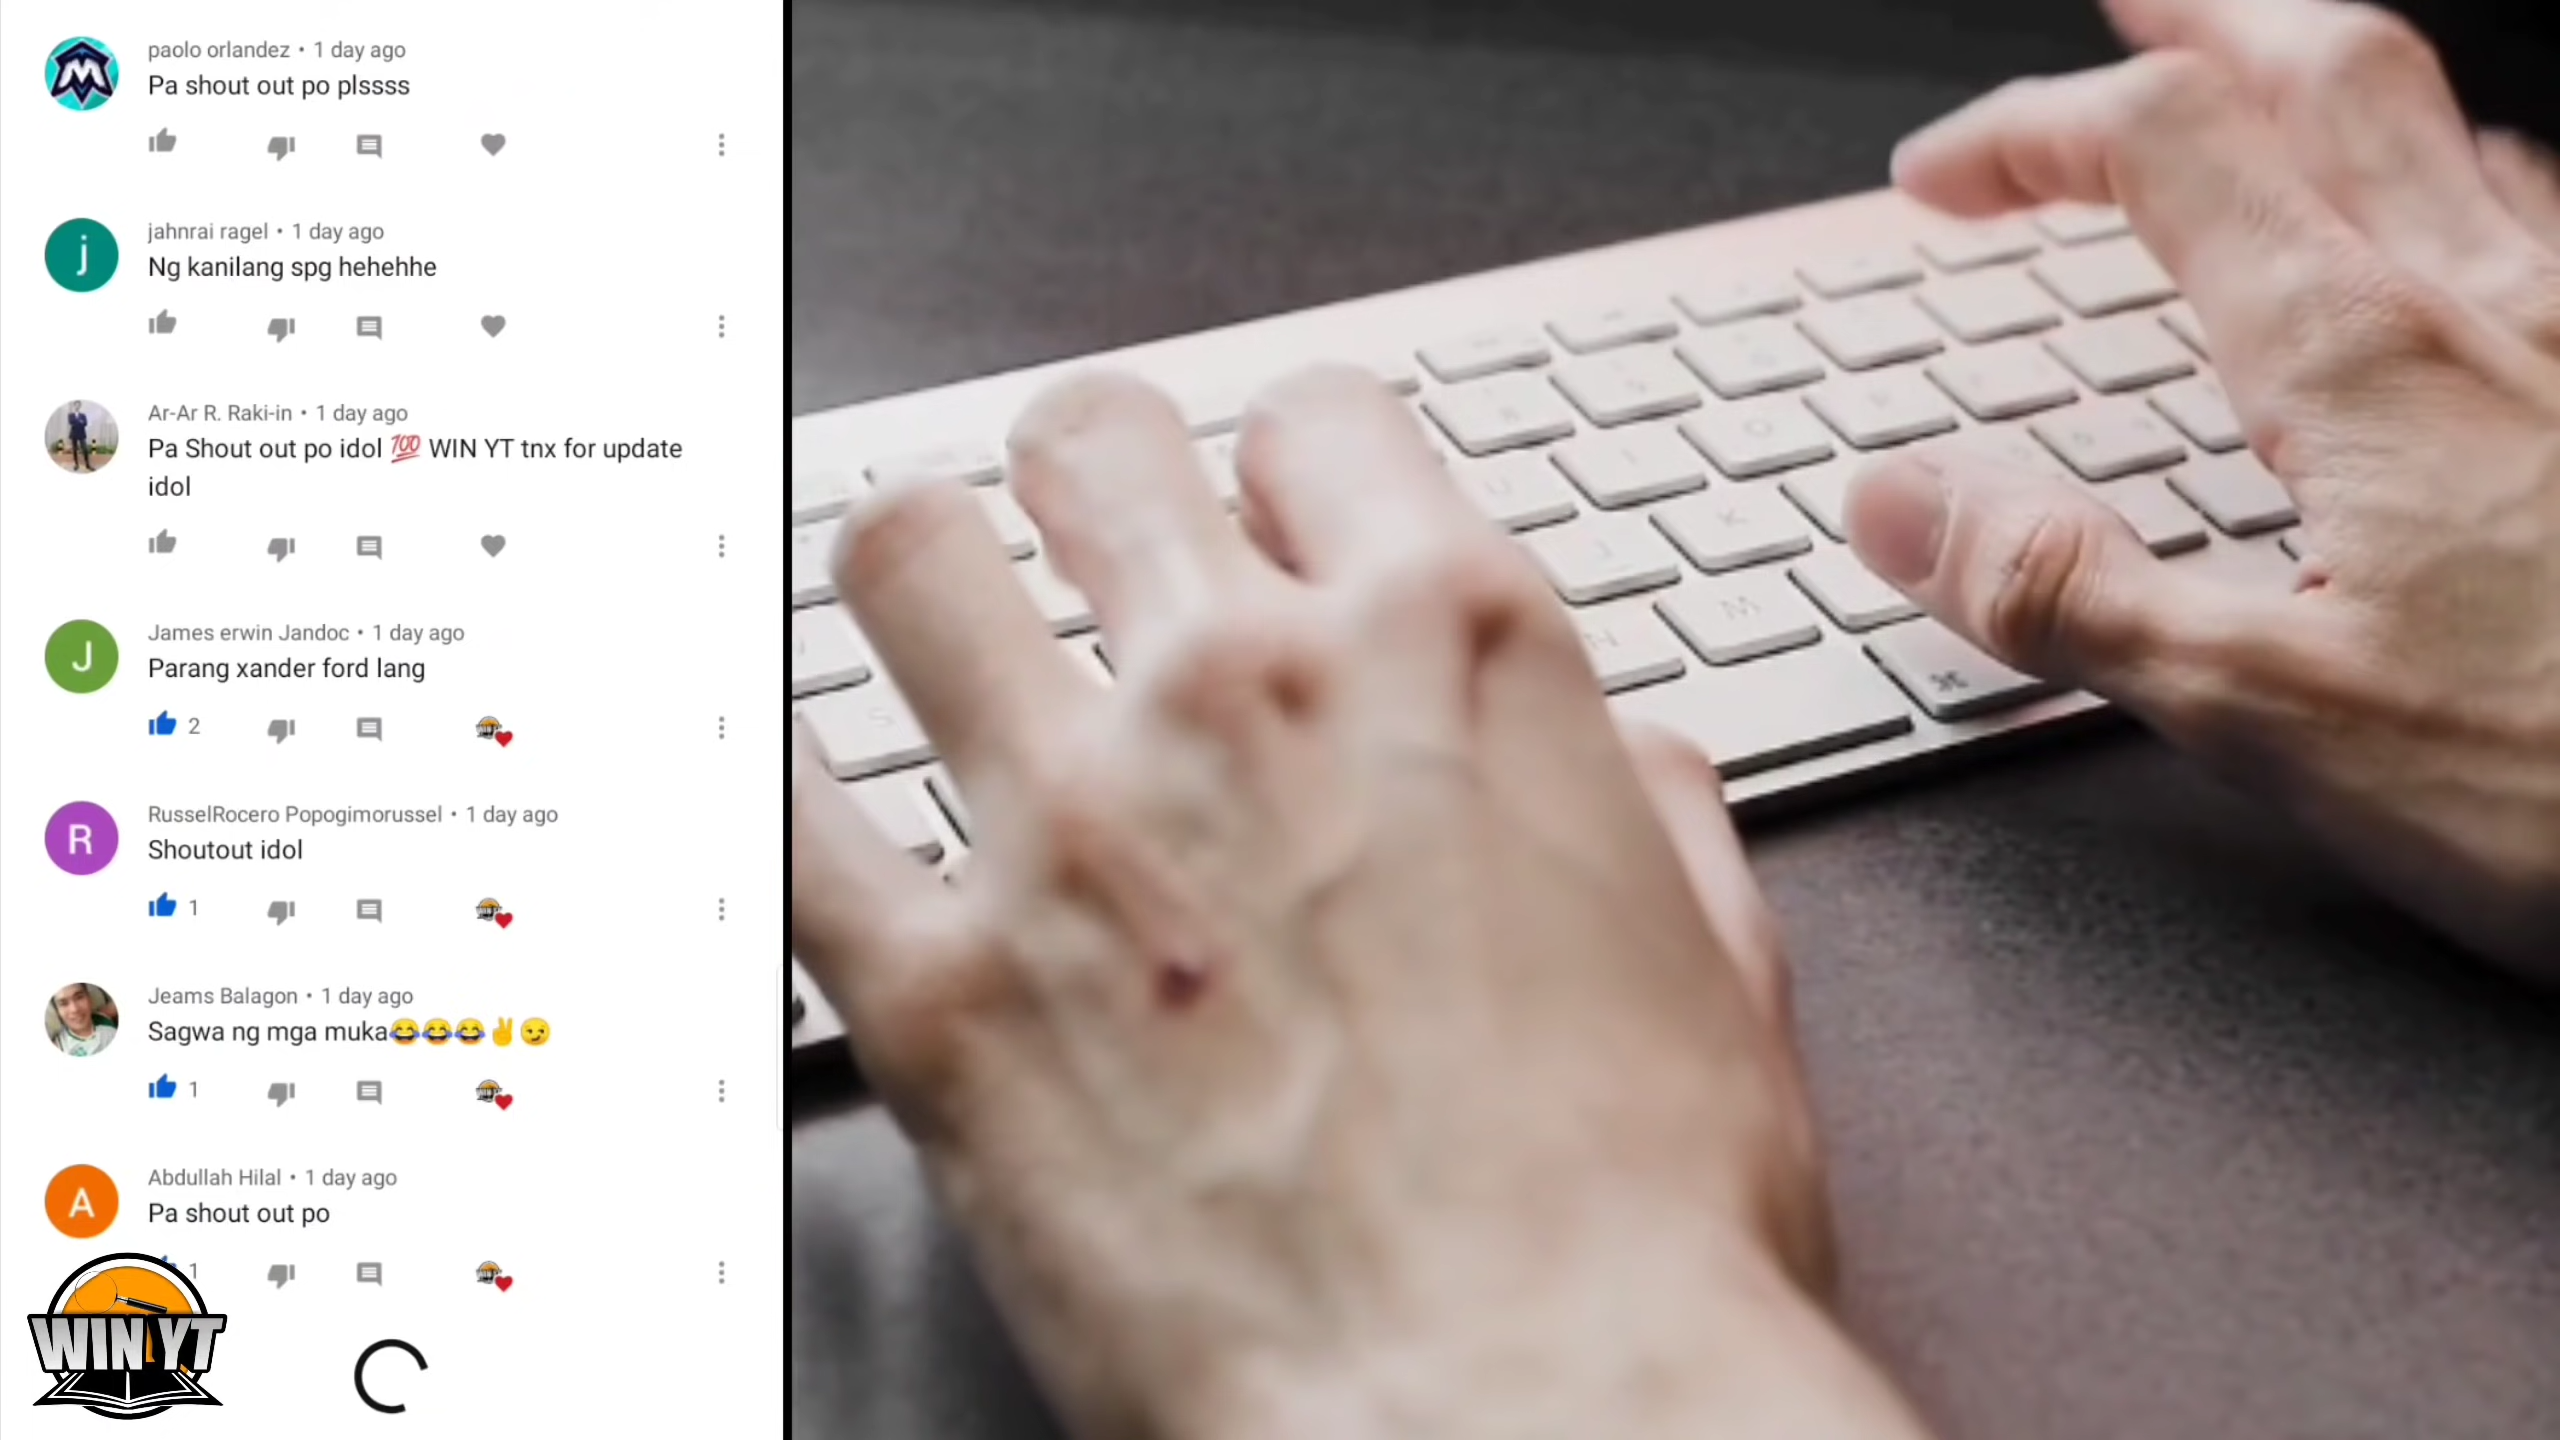 paolo orlandez • 1 day ago
Pa shout out po plssss
jahnrai ragel • 1 day ago
Ng kanilang spg hehehhe
Ar-Ar R. Raki-in • 1 day ago
Pa Shout out po idol 💯 WIN YT tnx for update
idol
James erwin Jandoc • 1 day ago
Parang xander ford lang
2
RusselRocero Popogimorussel • 1 day ago
Shoutout idol
1
Jeams Balagon • 1 day ago
Sagwa ng mga muka😂😂😂✌️😏
1
Abdullah Hilal • 1 day ago
Pa shout out po
1
WIN YT